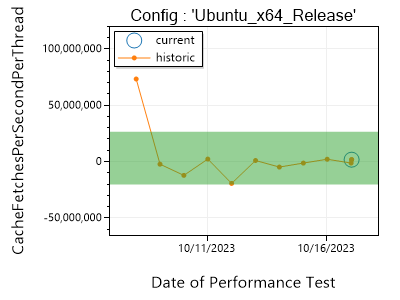 Config : 'Ubuntu_x64_Release'
CacheFetchesPerSecondPerThread
100,000,000
50,000,000
0
-50,000,000
current
historic
10/11/2023
10/16/2023
Date of Performance Test